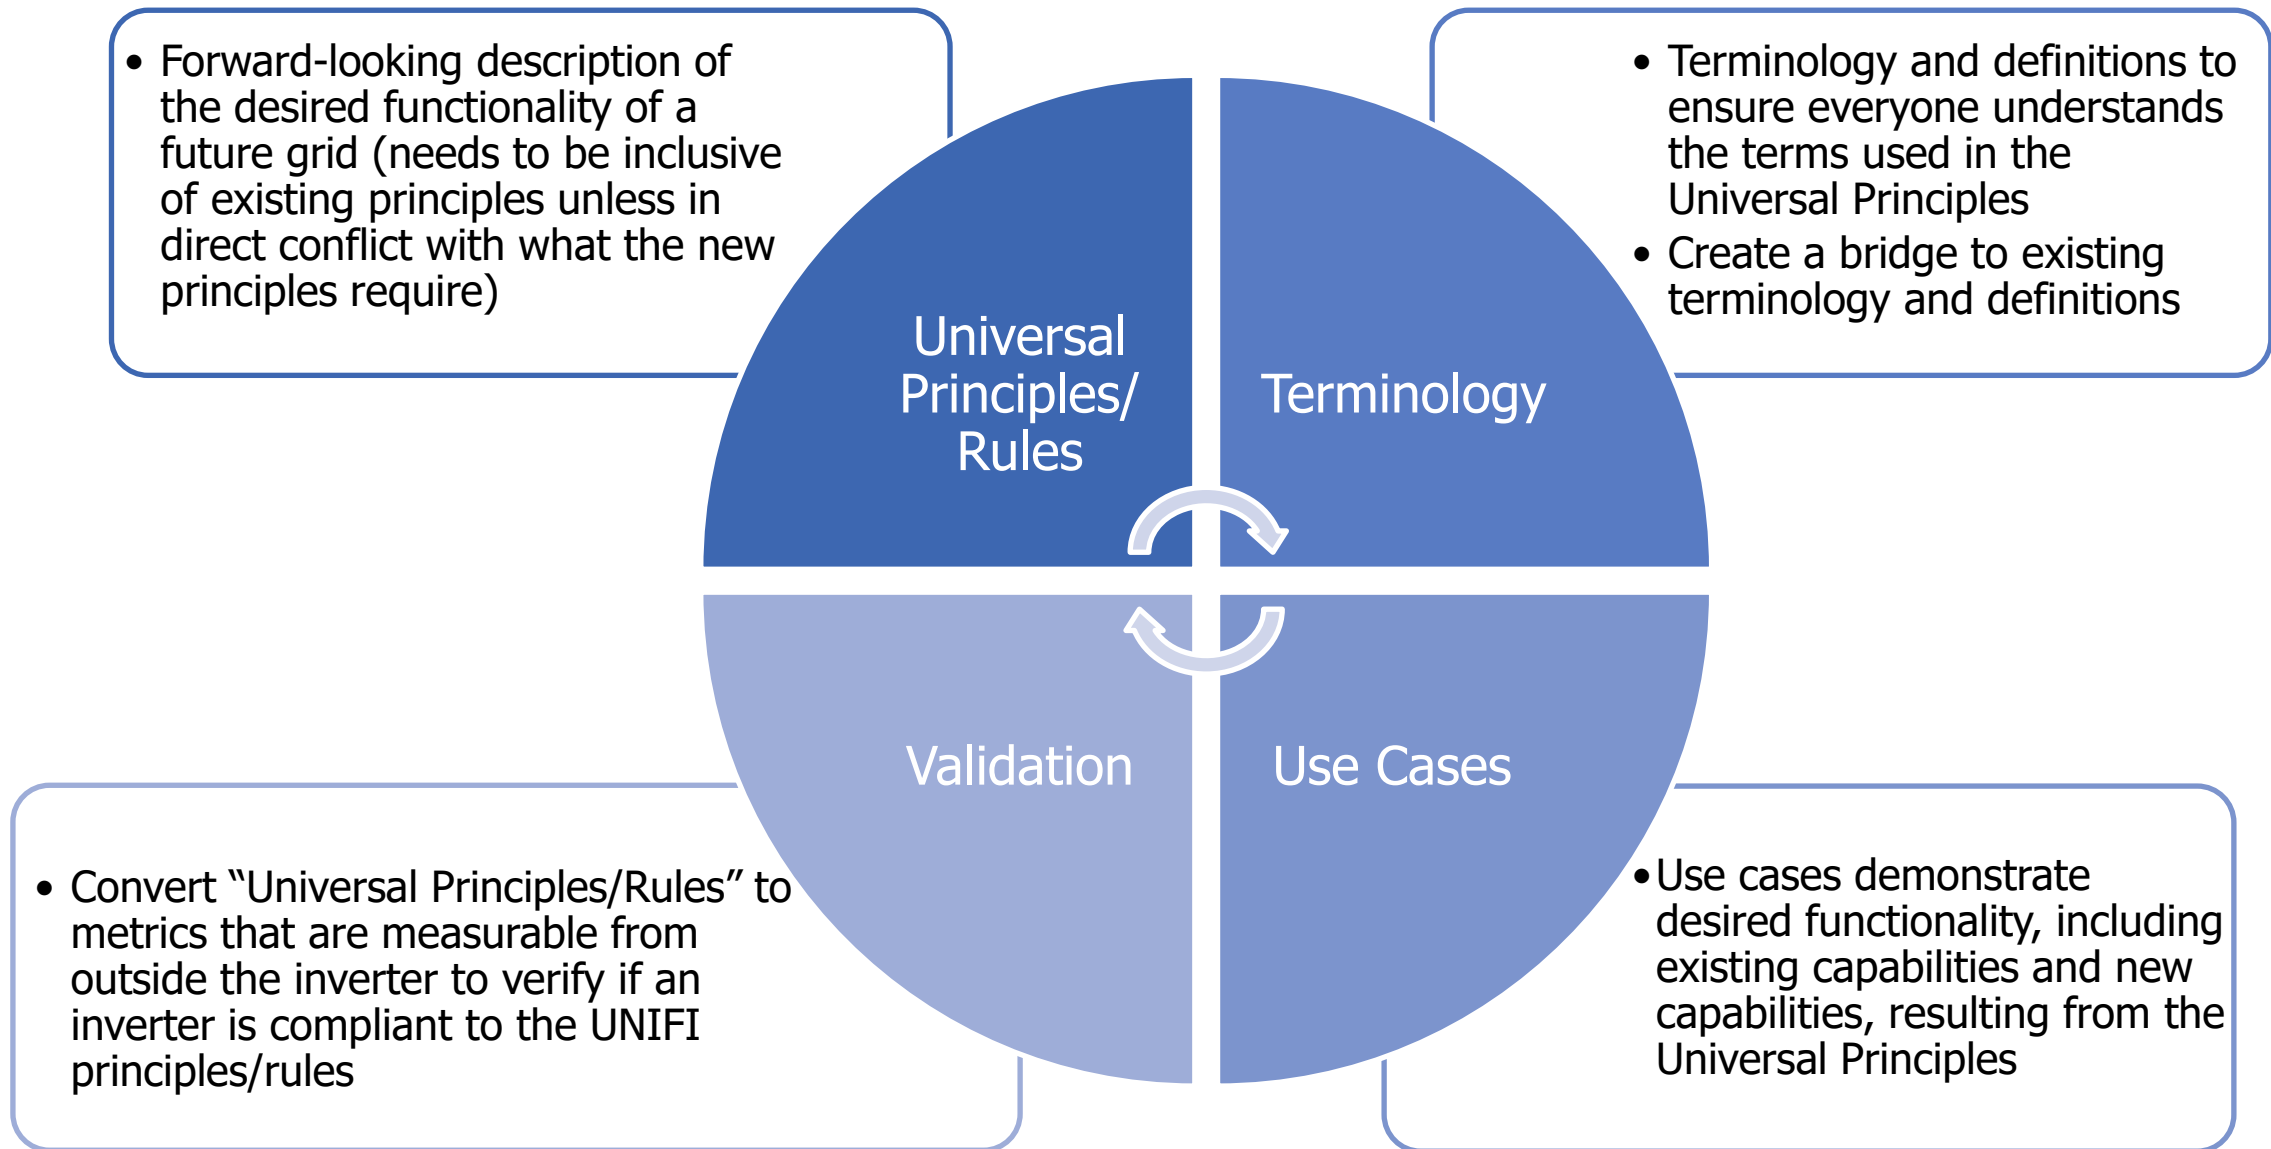 • Forward-looking description of
the desired functionality of a
future grid (needs to be inclusive
of existing principles unless in
direct conflict with what the new
principles require)
• Terminology and definitions to
ensure everyone understands
the terms used in the
Universal Principles
• Create a bridge to existing
terminology and definitions
Universal
Principles/
Rules
Terminology
Validation
Use Cases
• Convert “Universal Principles/Rules” to
metrics that are measurable from
outside the inverter to verify if an
inverter is compliant to the UNIFI
principles/rules
•Use cases demonstrate
desired functionality, including
existing capabilities and new
capabilities, resulting from the
Universal Principles